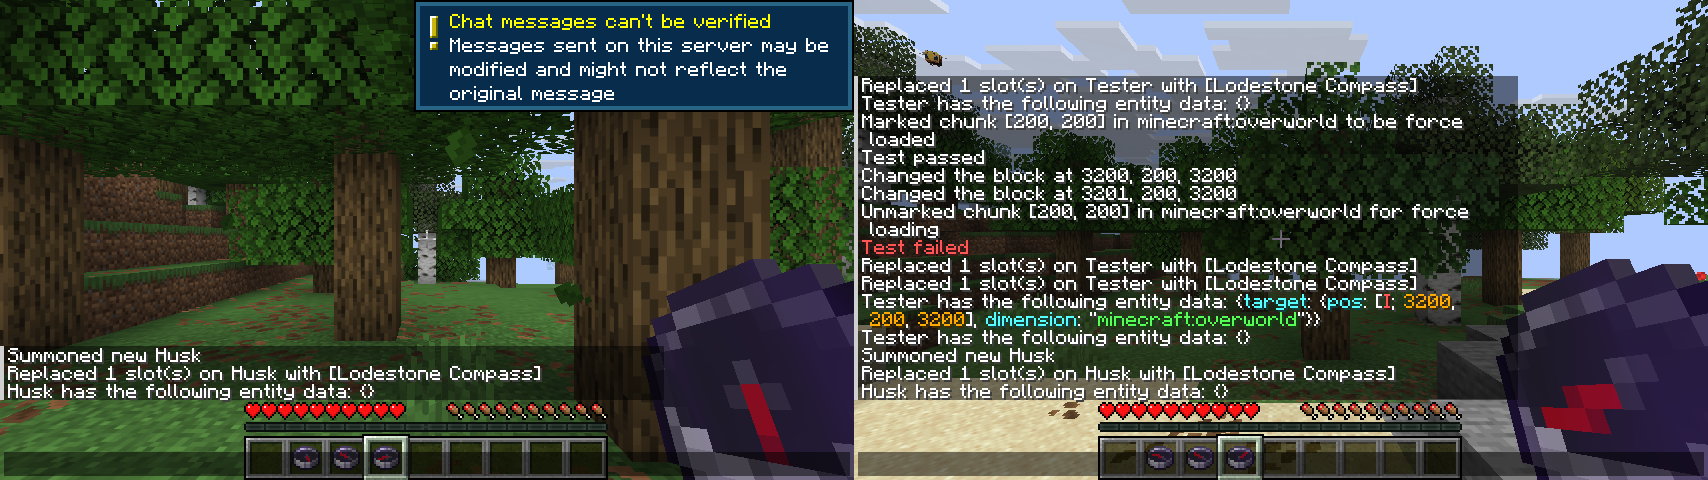 Chat messages can't be verified
Messages sent on this server may be
modified and might not reflect the
original message
Summoned new Husk
Replaced 1 slot(s) on Husk with [Lodestone Compass]
Husk has the following entity data: {}
Replaced 1 slot(s) on Tester with [Lodestone Compass]
Tester has the following entity data: {}
Marked chunk [200, 200] in minecraft:overworld to be force
loaded
Test passed
Changed the block at 3200, 200, 3200
Changed the block at 3201, 200, 3200
Unmarked chunk [200, 200] in minecraft:overworld for force
loading
Test failed
Replaced 1 slot(s) on Tester with [Lodestone Compass]
Replaced 1 slot(s) on Tester with [Lodestone Compass]
Tester has the following entity data: {target: {pos: [I; 3200,
200, 3200], dimension: "minecraft:overworld"}}
Tester has the following entity data: {}
Summoned new Husk
Replaced 1 slot(s) on Husk with [Lodestone Compass]
Husk has the following entity data: {}